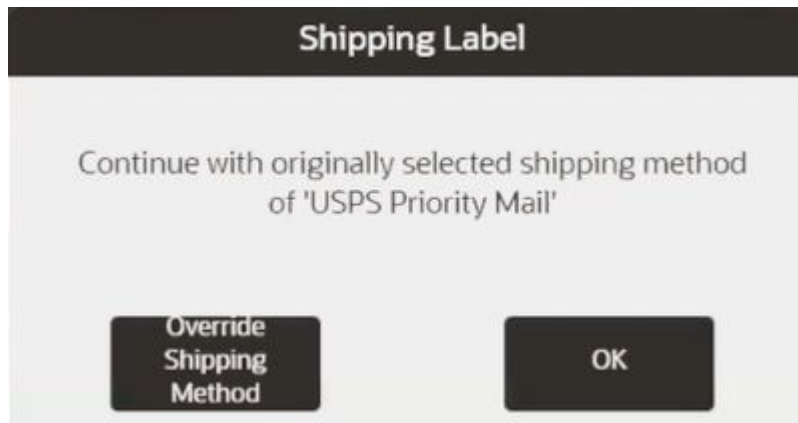 Shipping Label
Continue with originally selected shipping method
of 'USPS Priority Mail'
Override
Shipping
Method
OK